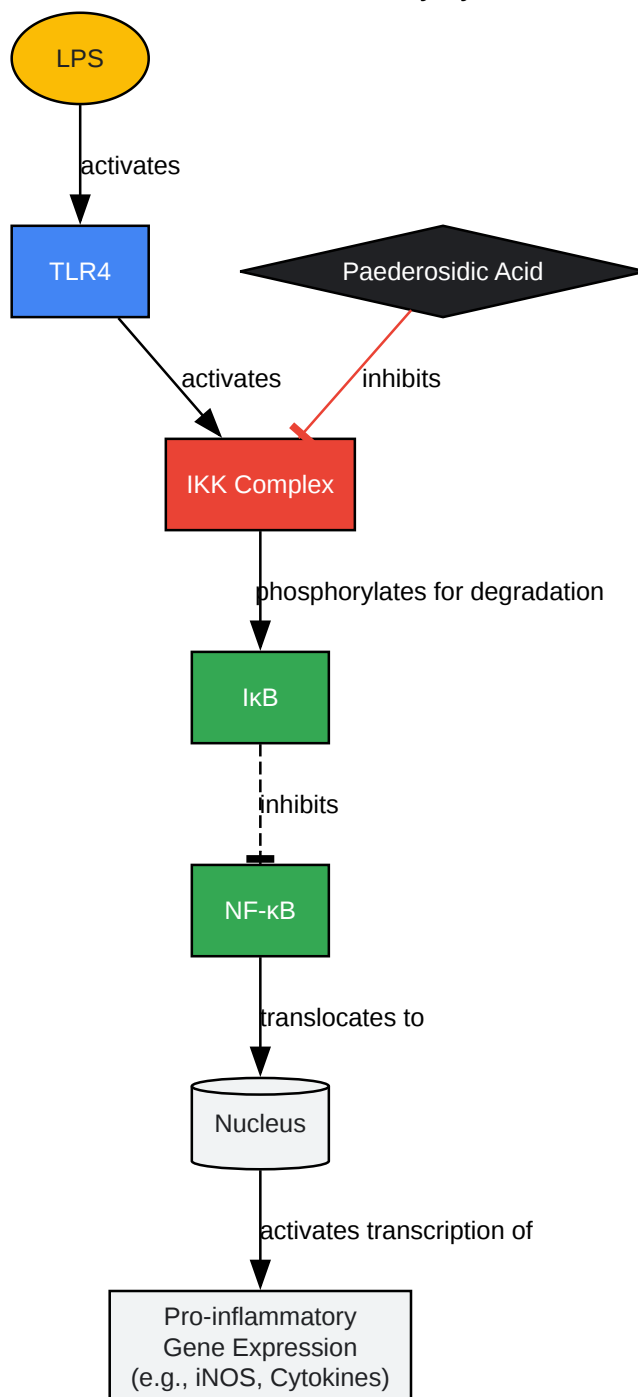 LPS
activates
TLR4
Paederosidic Acid
activates
inhibits
IKK Complex
phosphorylates for degradation
IκB
inhibits
NF-κB
translocates to
Nucleus
activates transcription of
Pro-inflammatory
Gene Expression
(e.g., iNOS, Cytokines)